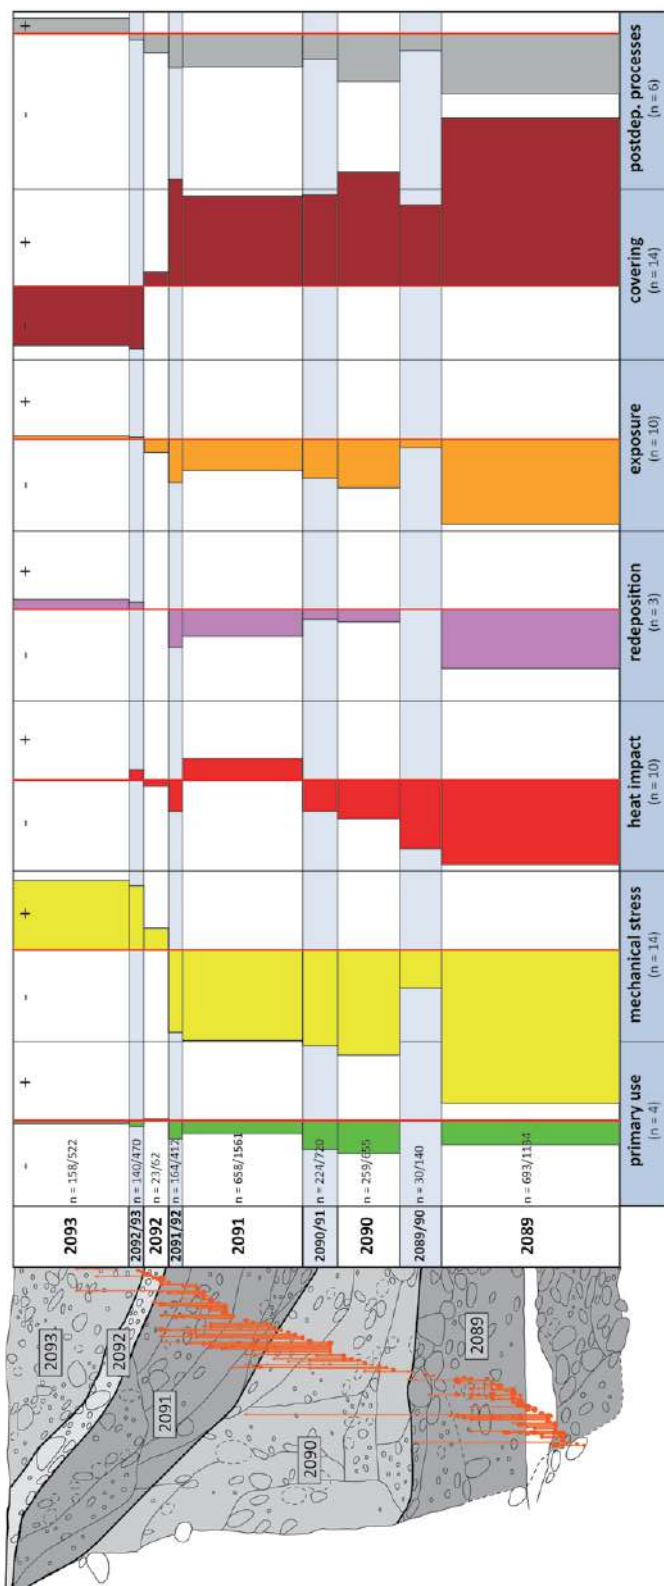 2093
2092
2091
2090
2089
2093
2092/93
2092
2091/92
2091
2090/91
2090
2089/90
2089
n = 158/522
n = 140/470
n = 23/62
n = 164/412
n = 658/1561
n = 224/720
n = 259/655
n = 30/140
n = 693/1134
- +
- +
- +
- +
- +
- +
- +
primary use
(n = 4)
mechanical stress
(n = 14)
heat impact
(n = 10)
redeposition
(n = 3)
exposure
(n = 10)
covering
(n = 14)
postdep. processes
(n = 6)